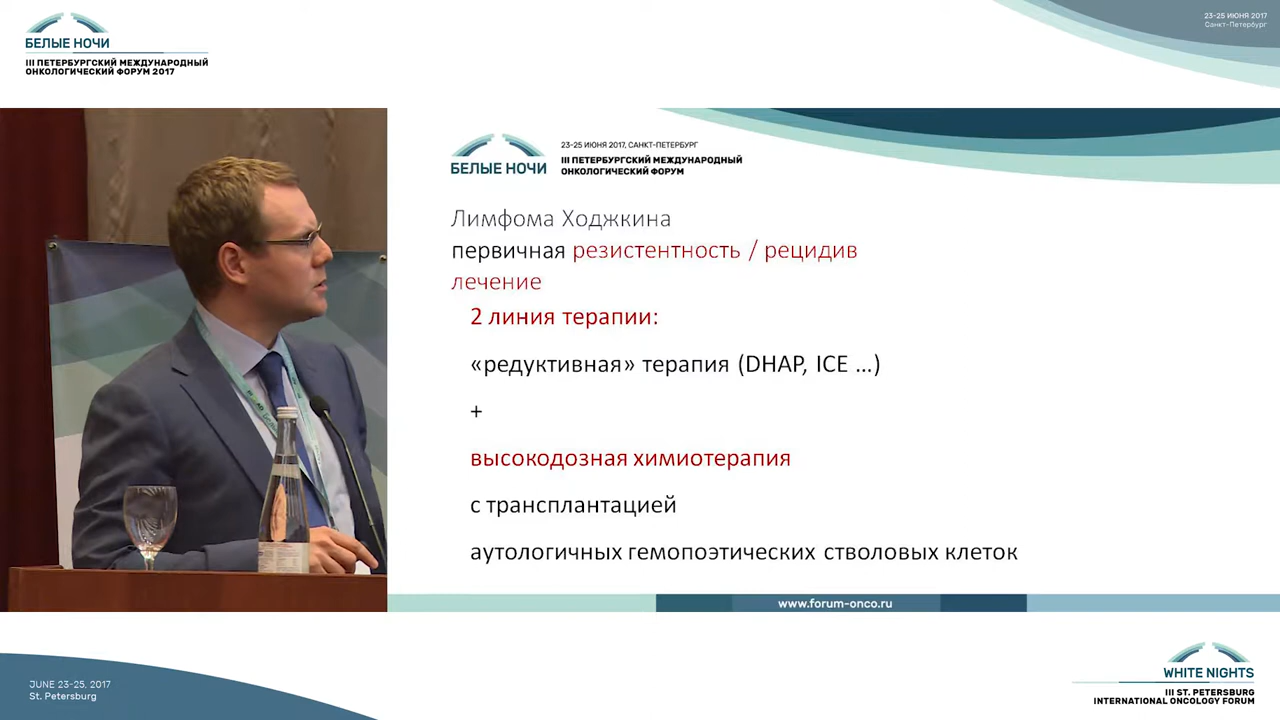 БЕЛЫЕ НОЧИ
III ПЕТЕРБУРГСКИЙ МЕЖДУНАРОДНЫЙ
ОНКОЛОГИЧЕСКИЙ ФОРУМ 2017
23-25 ИЮНЯ 2017
Санкт-Петербург
БЕЛЫЕ НОЧИ
23-25 ИЮНЯ 2017, САНКТ-ПЕТЕРБУРГ
III ПЕТЕРБУРГСКИЙ МЕЖДУНАРОДНЫЙ
ОНКОЛОГИЧЕСКИЙ ФОРУМ
Лимфома Ходжкина
первичная резистентность / рецидив
лечение
2 линия терапии:
«редуктивная» терапия (DHAP, ICE ...)
+
высокодозная химиотерапия
с трансплантацией
аутологичных гемопоэтических стволовых клеток
www.forum-onco.ru
JUNE 23-25, 2017
St. Petersburg
WHITE NIGHTS
III ST. PETERSBURG
INTERNATIONAL ONCOLOGY FORUM